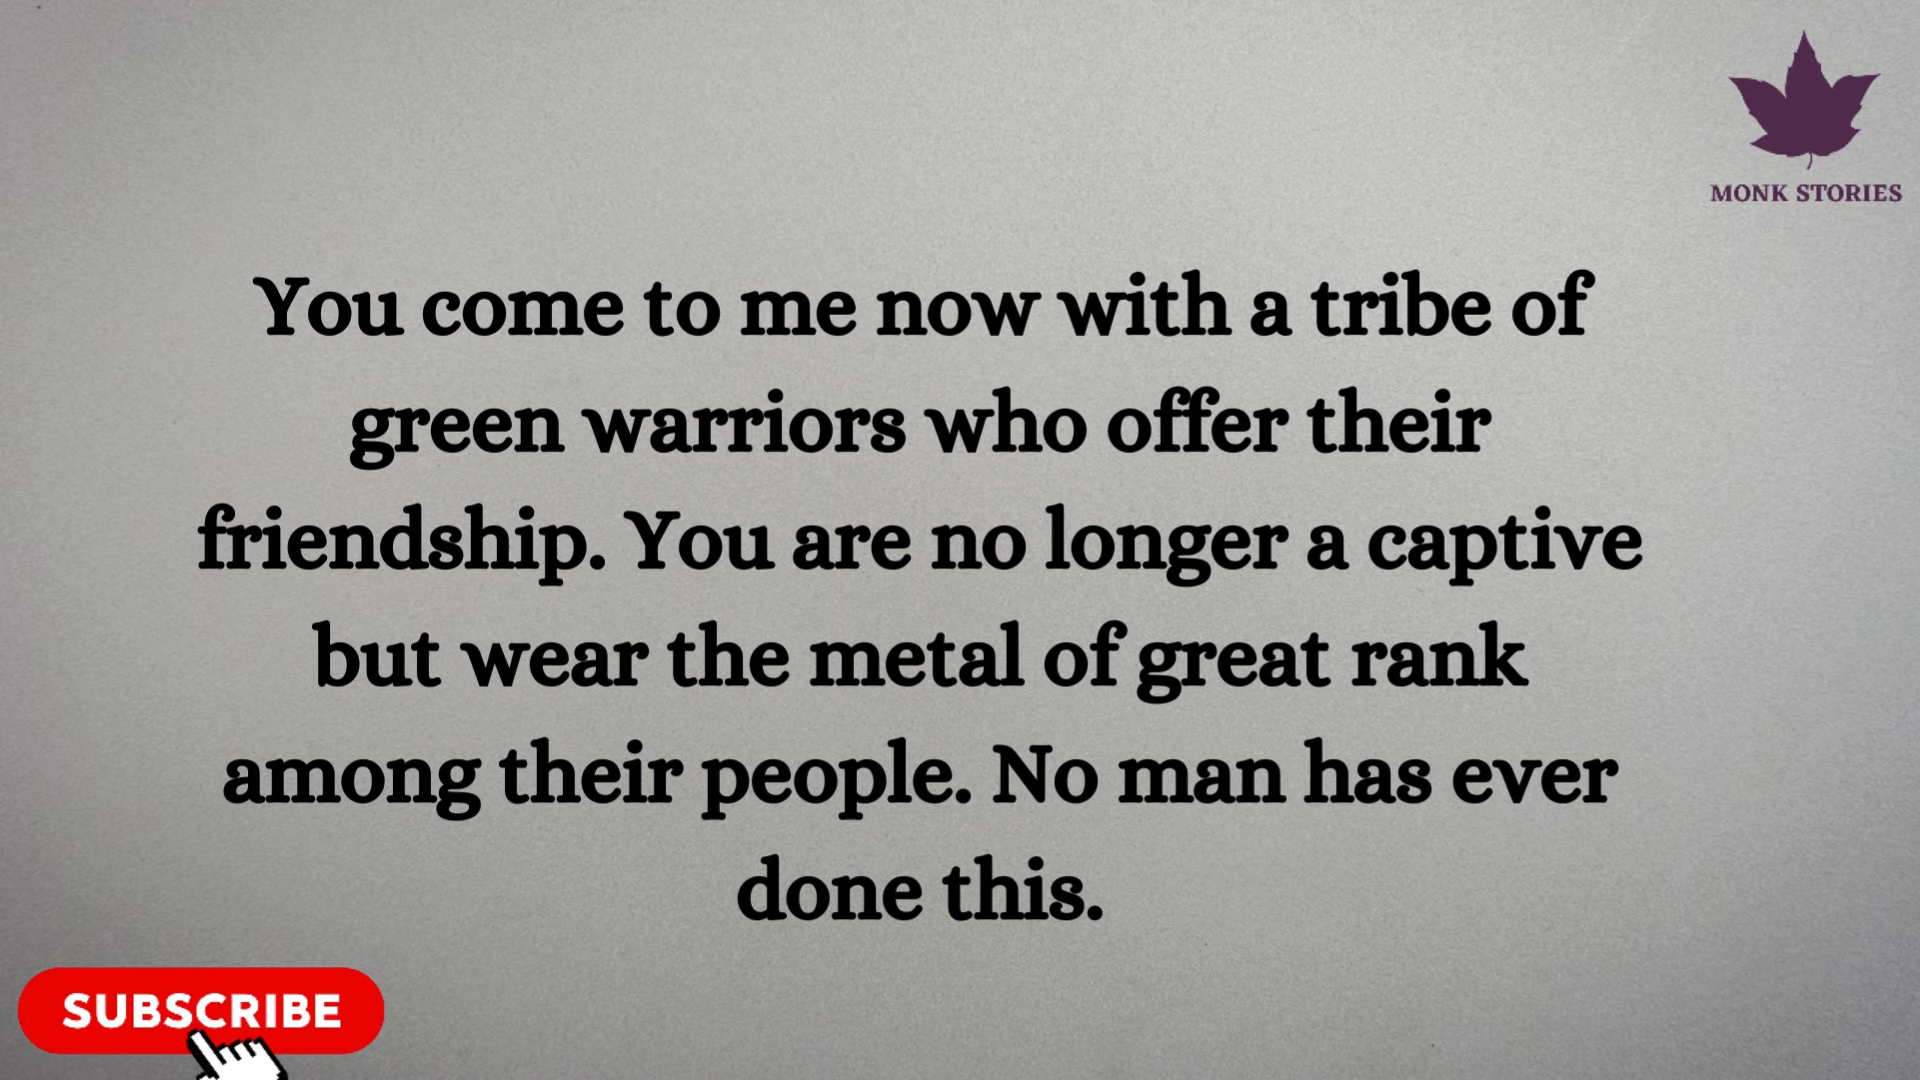 MONK STORIES
You come to me now with a tribe of
green warriors who offer their
friendship. You are no longer a captive
but wear the metal of great rank
among their people. No man has ever
done this.
SUBSCRIBE